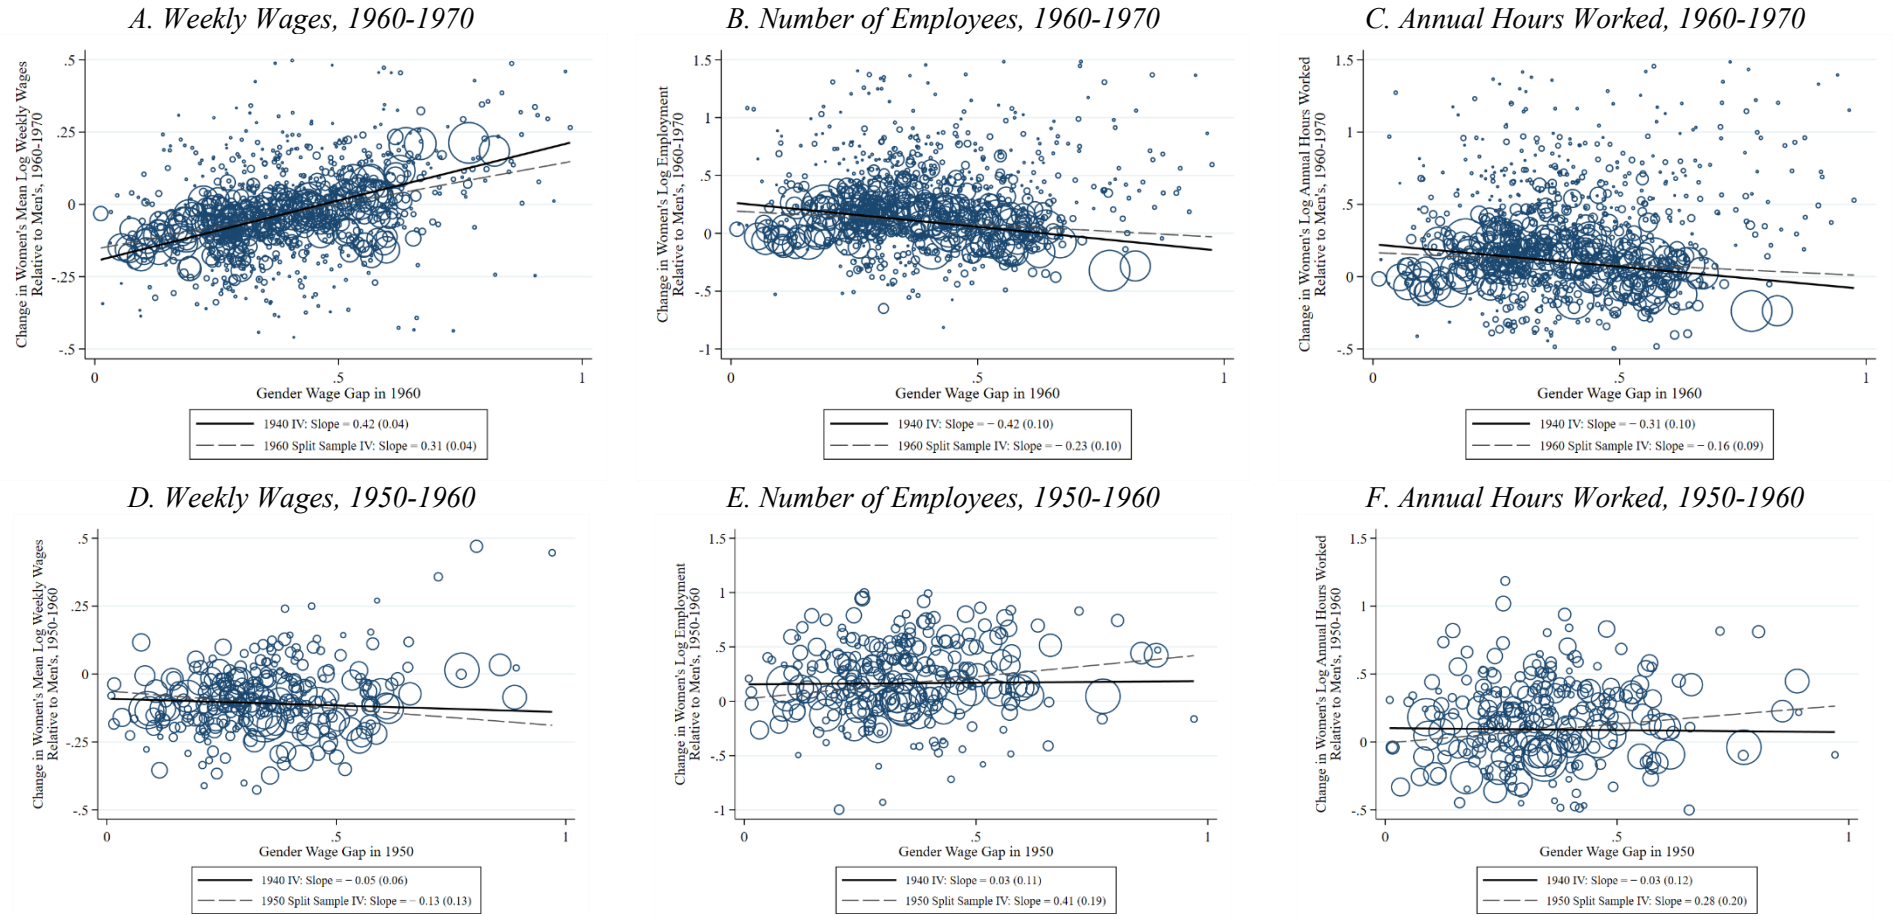 A. Weekly Wages, 1960-1970
Change in Women's Mean Log Weekly Wages
Relative to Men's, 1960-1970
.5
.25
0
-.25
-.5
0
.5
1
Gender Wage Gap in 1960
1940 IV: Slope = 0.42 (0.04)
1960 Split Sample IV: Slope = 0.31 (0.04)
B. Number of Employees, 1960-1970
Change in Women's Log Employment
Relative to Men's, 1960-1970
1.5
1
.5
0
-.5
-1
0
.5
1
Gender Wage Gap in 1960
1940 IV: Slope = − 0.42 (0.10)
1960 Split Sample IV: Slope = − 0.23 (0.10)
C. Annual Hours Worked, 1960-1970
Change in Women's Log Annual Hours Worked
Relative to Men's, 1960-1970
1.5
1
.5
0
-.5
0
.5
1
Gender Wage Gap in 1960
1940 IV: Slope = − 0.31 (0.10)
1960 Split Sample IV: Slope = − 0.16 (0.09)
D. Weekly Wages, 1950-1960
Change in Women's Mean Log Weekly Wages
Relative to Men's, 1950-1960
.5
.25
0
-.25
-.5
0
.5
1
Gender Wage Gap in 1950
1940 IV: Slope = − 0.05 (0.06)
1950 Split Sample IV: Slope = − 0.13 (0.13)
E. Number of Employees, 1950-1960
Change in Women's Log Employment
Relative to Men's, 1950-1960
1.5
1
.5
0
-.5
-1
0
.5
1
Gender Wage Gap in 1950
1940 IV: Slope = 0.03 (0.11)
1950 Split Sample IV: Slope = 0.41 (0.19)
F. Annual Hours Worked, 1950-1960
Change in Women's Log Annual Hours Worked
Relative to Men's, 1950-1960
1.5
1
.5
0
-.5
0
.5
1
Gender Wage Gap in 1950
1940 IV: Slope = − 0.03 (0.12)
1950 Split Sample IV: Slope = 0.28 (0.20)